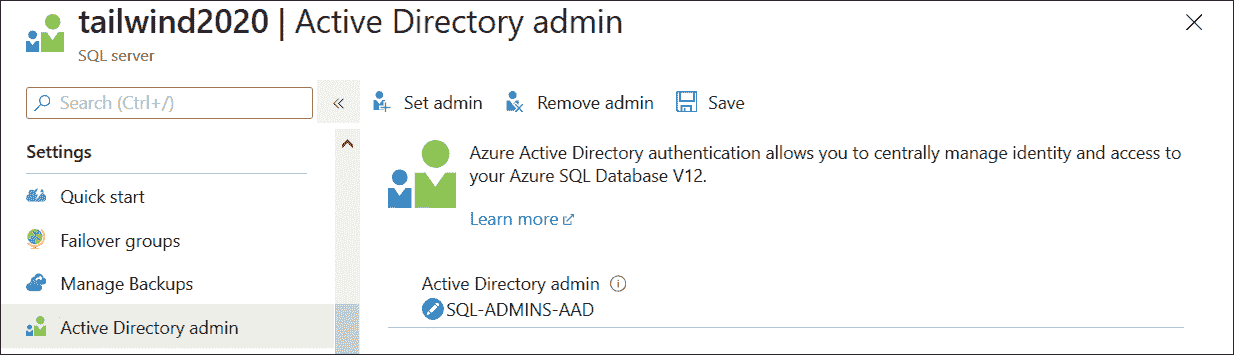 tailwind2020 | Active Directory admin
SQL server
Search (Ctrl+/)
«
Set admin
Remove admin
Save
Settings
Quick start
Failover groups
Manage Backups
Active Directory admin
Azure Active Directory authentication allows you to centrally manage identity and access to
your Azure SQL Database V12.
Learn more
Active Directory admin
SQL-ADMINS-AAD